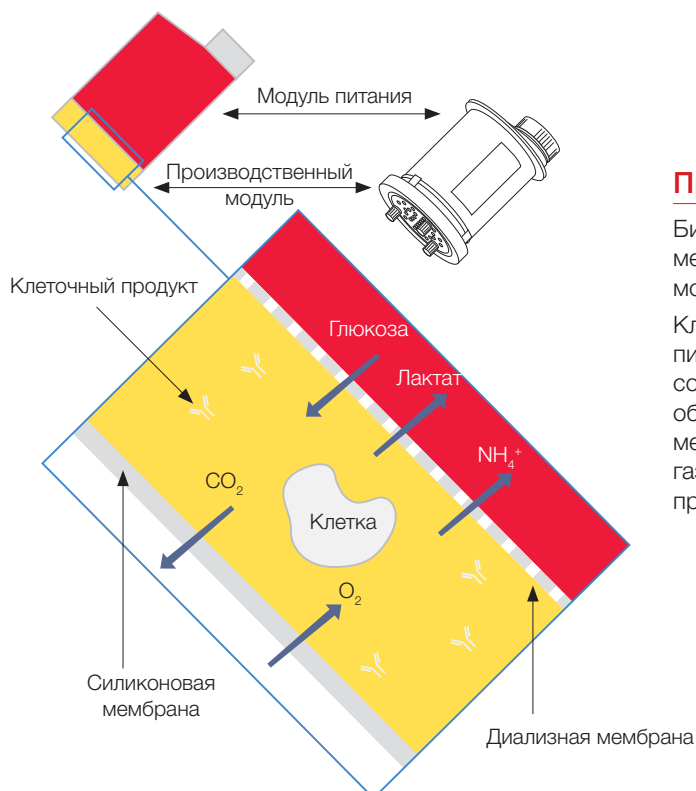 Модуль питания
Производственный
модуль
Клеточный продукт
Глюкоза
Лактат
NH₄⁺
CO₂
Клетка
O₂
Силиконовая
мембрана
Диализная мембрана